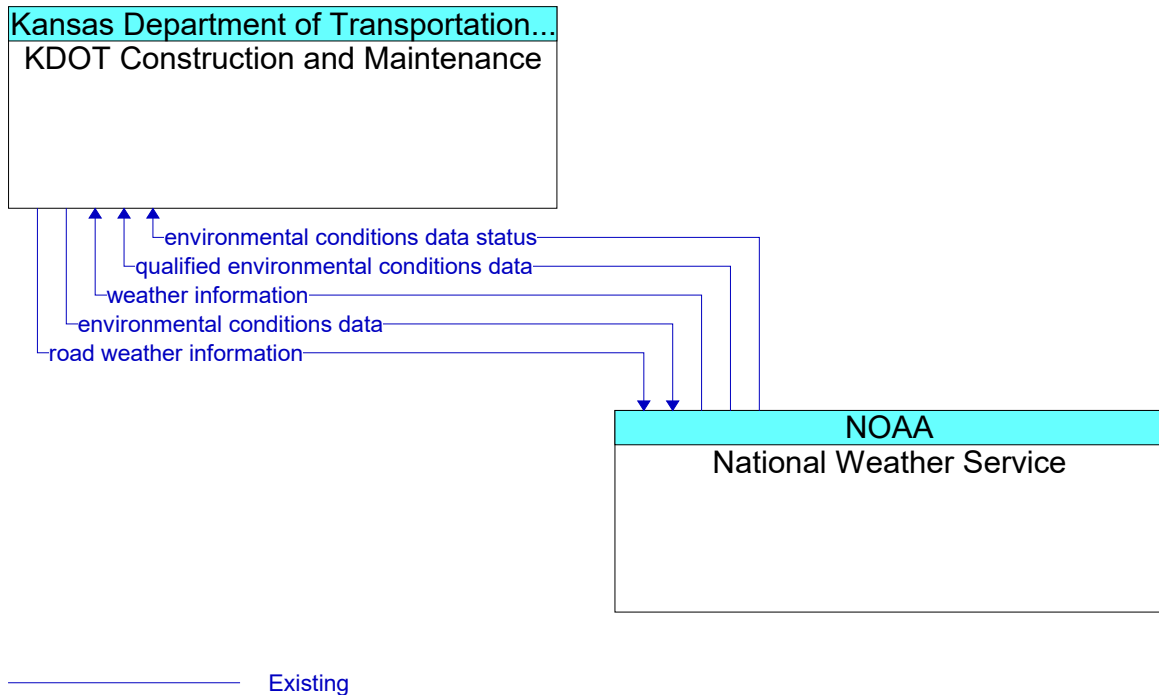 Kansas Department of Transportation...
KDOT Construction and Maintenance
environmental conditions data status
qualified environmental conditions data
weather information
environmental conditions data
road weather information
NOAA
National Weather Service
Existing